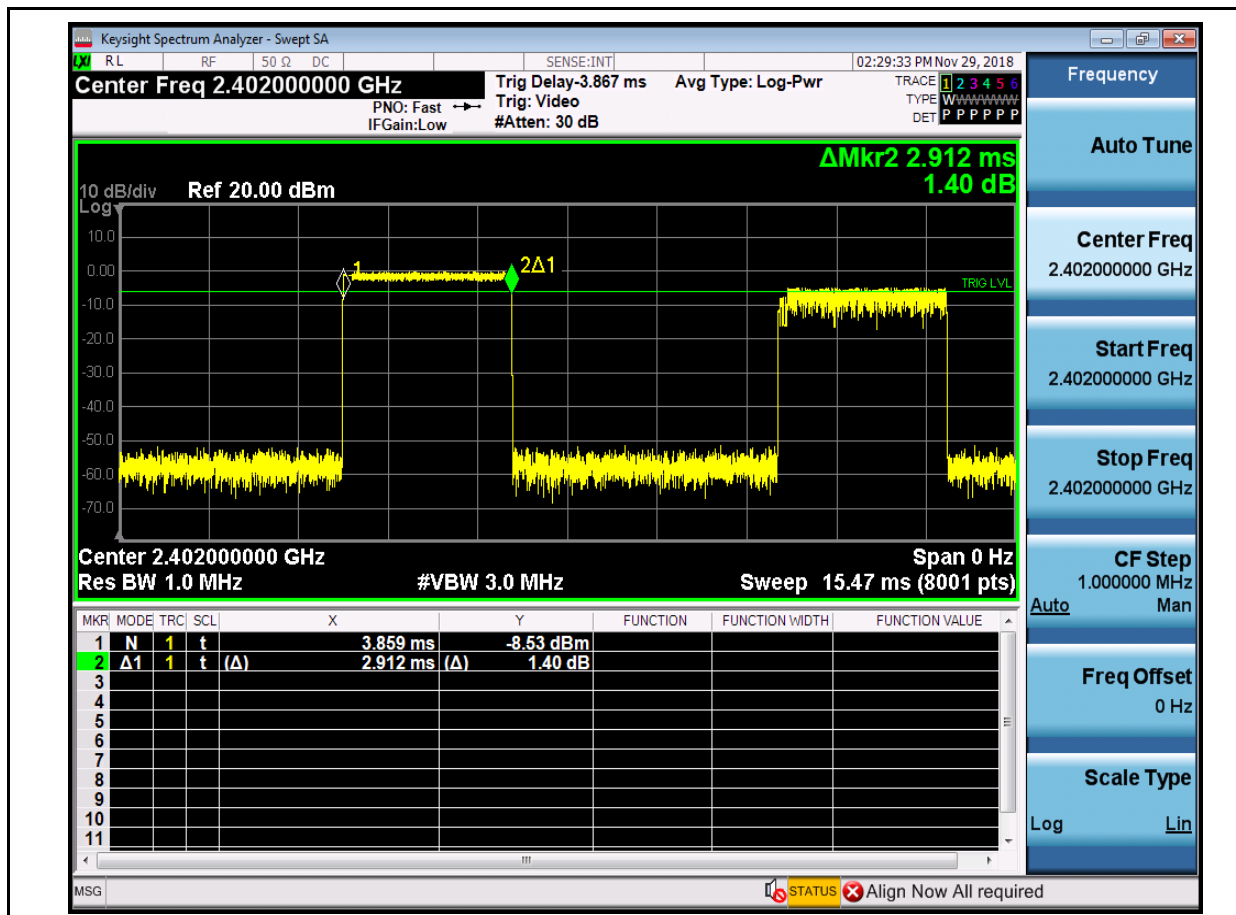 Keysight Spectrum Analyzer - Swept SA
LXI RL RF 50 Ω DC SENSE:INT 02:29:33 PM Nov 29, 2018
Center Freq 2.402000000 GHz
PNO: Fast
IFGain:Low
Trig Delay-3.867 ms
Trig: Video
#Atten: 30 dB
Avg Type: Log-Pwr
TRACE 1 2 3 4 5 6
TYPE WWWWWWW
DET P P P P P P
ΔMkr2 2.912 ms
1.40 dB
10 dB/div Ref 20.00 dBm
Log
10.0
0.00
-10.0
-20.0
-30.0
-40.0
-50.0
-60.0
-70.0
1
2Δ1
TRIG LVL
Center 2.402000000 GHz Span 0 Hz
Res BW 1.0 MHz #VBW 3.0 MHz Sweep 15.47 ms (8001 pts)
MKR MODE TRC SCL X Y FUNCTION FUNCTION WIDTH FUNCTION VALUE
1 N 1 t 3.859 ms -8.53 dBm
2 Δ1 1 t (Δ) 2.912 ms (Δ) 1.40 dB
3
4
5
6
7
8
9
10
11
MSG STATUS Align Now All required
Frequency
Auto Tune
Center Freq
2.402000000 GHz
Start Freq
2.402000000 GHz
Stop Freq
2.402000000 GHz
CF Step
1.000000 MHz
Auto Man
Freq Offset
0 Hz
Scale Type
Log Lin